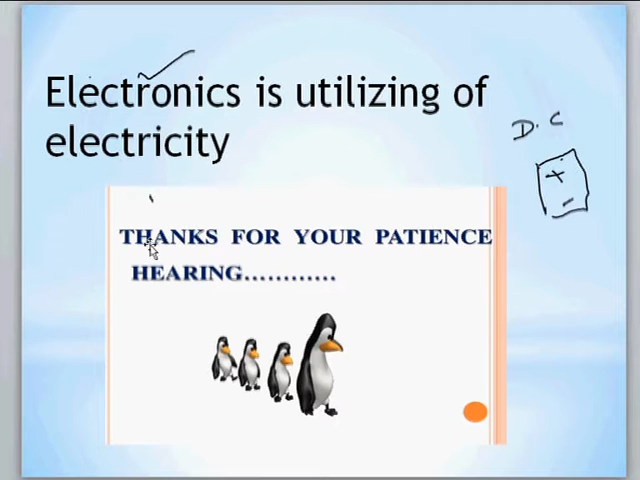 Electronics is utilizing of
electricity
D.C
+
-
THANKS FOR YOUR PATIENCE
HEARING............